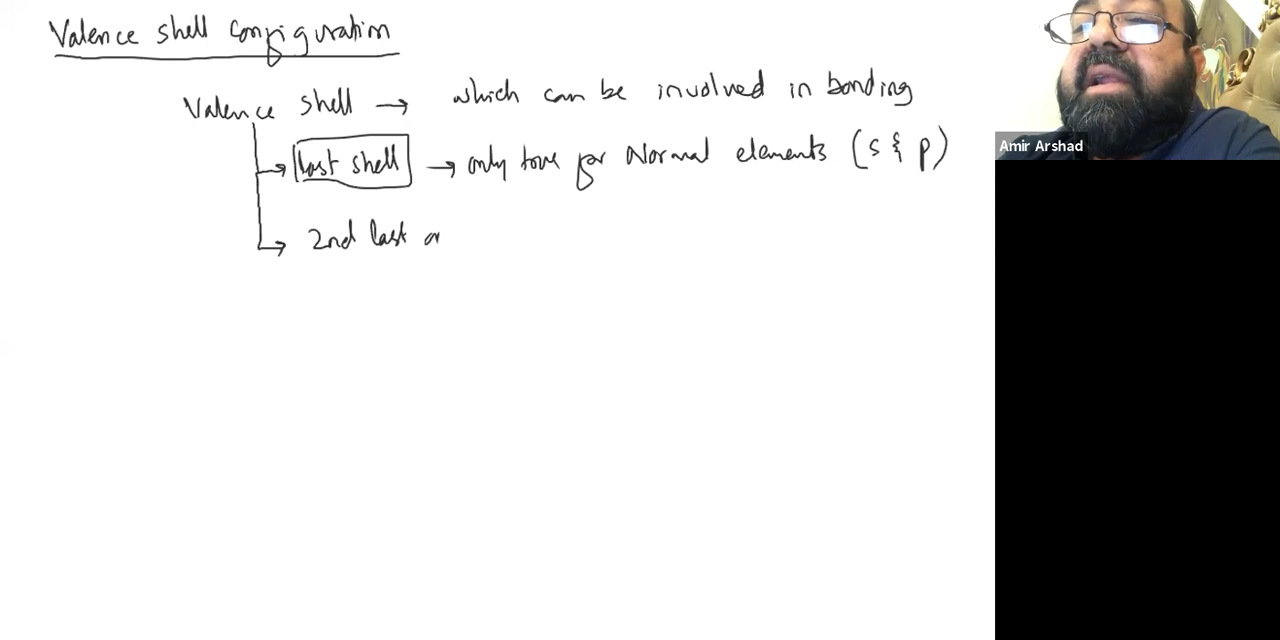 Valence shell configuration
Valence shell → which can be involved in bonding
→ last shell → only true for Normal elements (s & p)
→ 2nd last
Amir Arshad